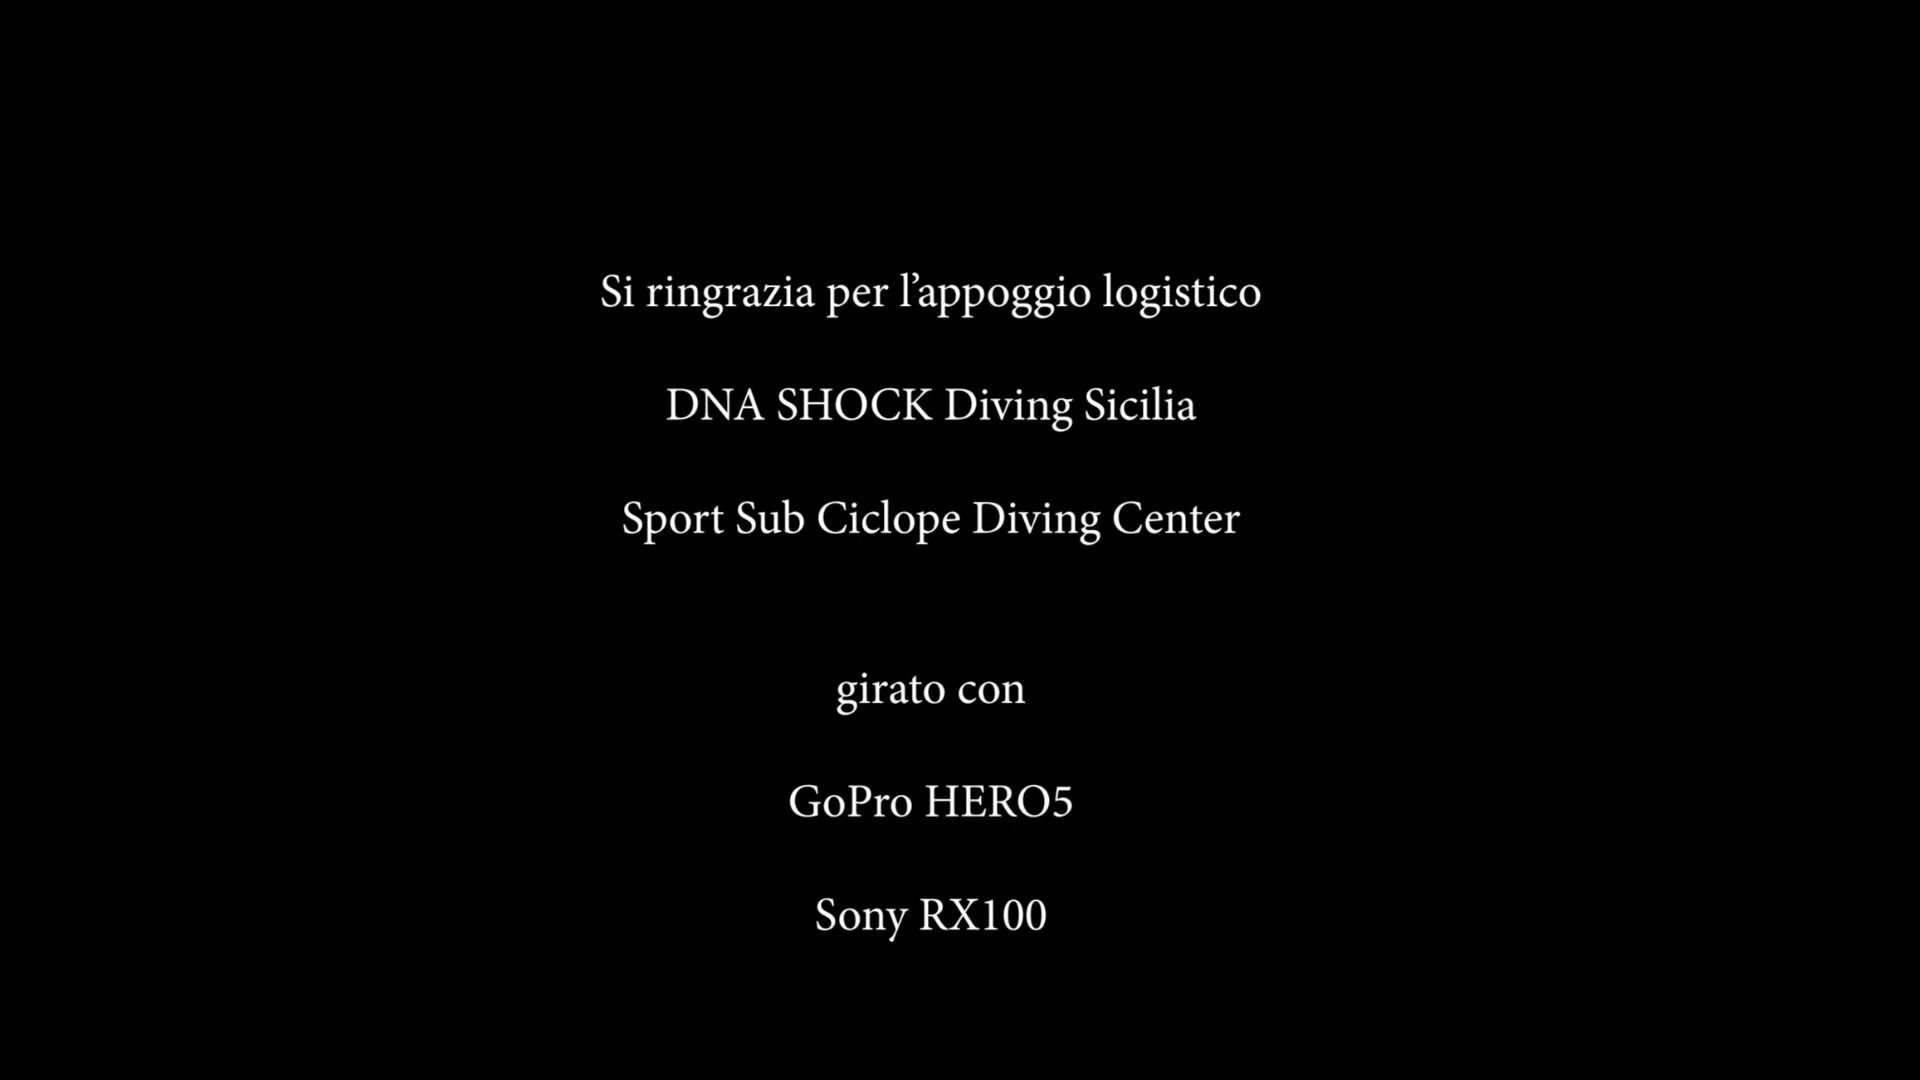 Si ringrazia per l’appoggio logistico
DNA SHOCK Diving Sicilia
Sport Sub Ciclope Diving Center
girato con
GoPro HERO5
Sony RX100